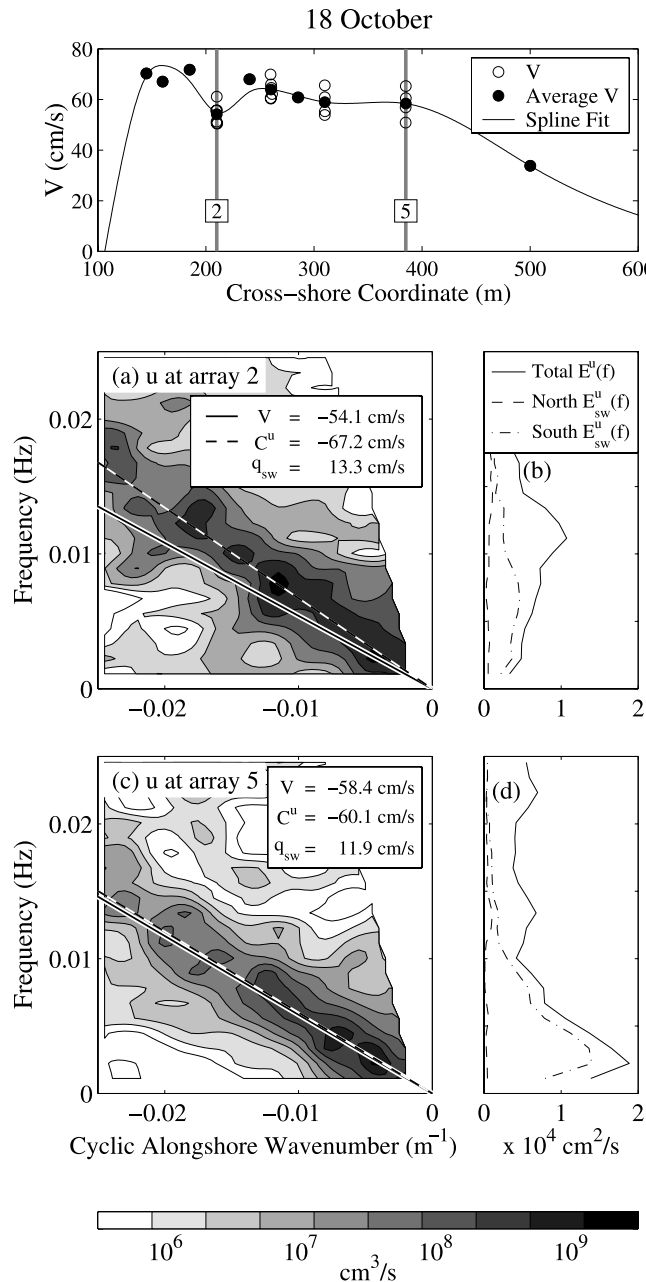 18 October
80
60
40
20
0
V (cm/s)
V
Average V
Spline Fit
2
5
100 200 300 400 500 600
Cross−shore Coordinate (m)
(a) u at array 2
V = −54.1 cm/s
C^u = −67.2 cm/s
q_sw = 13.3 cm/s
0.02
0.01
0
Frequency (Hz)
−0.02 −0.01 0
Total E^u(f)
North E^u_sw(f)
South E^u_sw(f)
(b)
0 1 2
(c) u at array 5
V = −58.4 cm/s
C^u = −60.1 cm/s
q_sw = 11.9 cm/s
0.02
0.01
0
Frequency (Hz)
−0.02 −0.01 0
Cyclic Alongshore Wavenumber (m^−1)
(d)
0 1 2
x 10^4 cm^2/s
10^6 10^7 10^8 10^9
cm^3/s